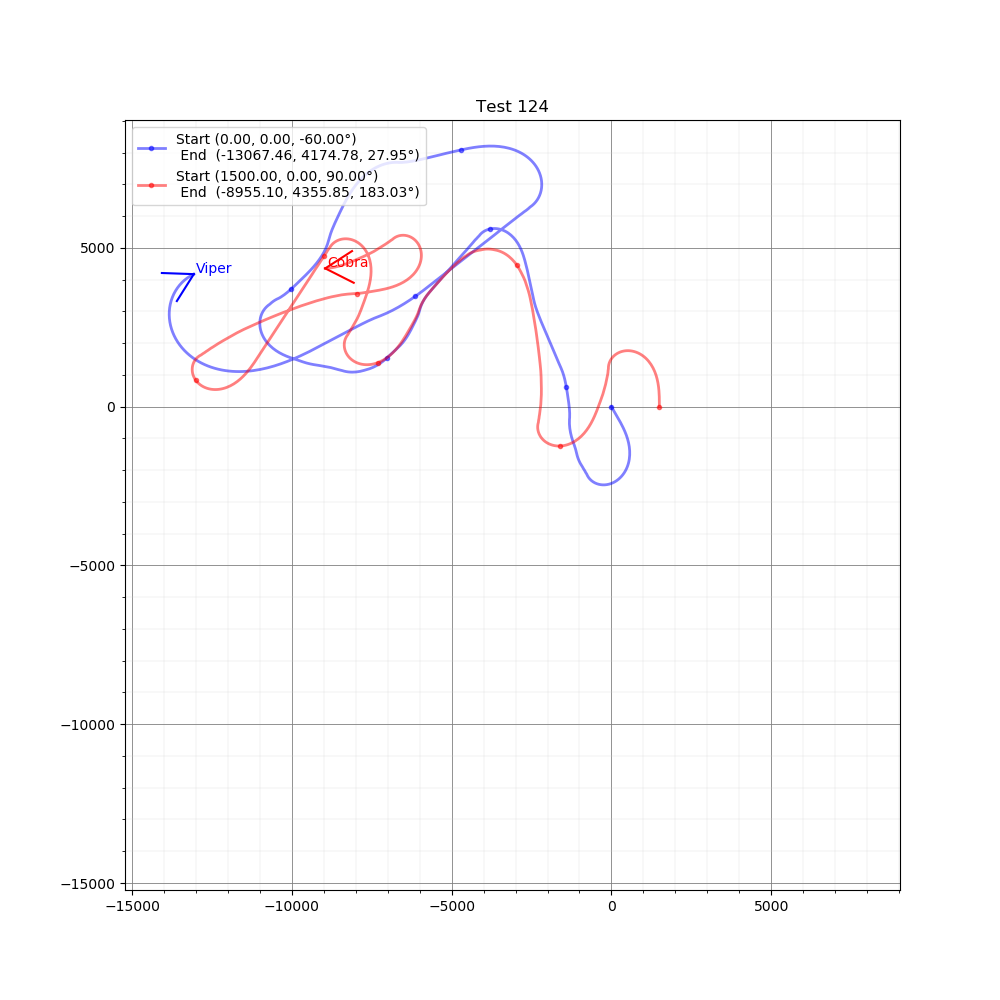 Test 124
Start (0.00, 0.00, -60.00°)
End (-13067.46, 4174.78, 27.95°)
Start (1500.00, 0.00, 90.00°)
End (-8955.10, 4355.85, 183.03°)
Viper
Cobra
5000
0
−5000
−10000
−15000
−15000
−10000
−5000
0
5000